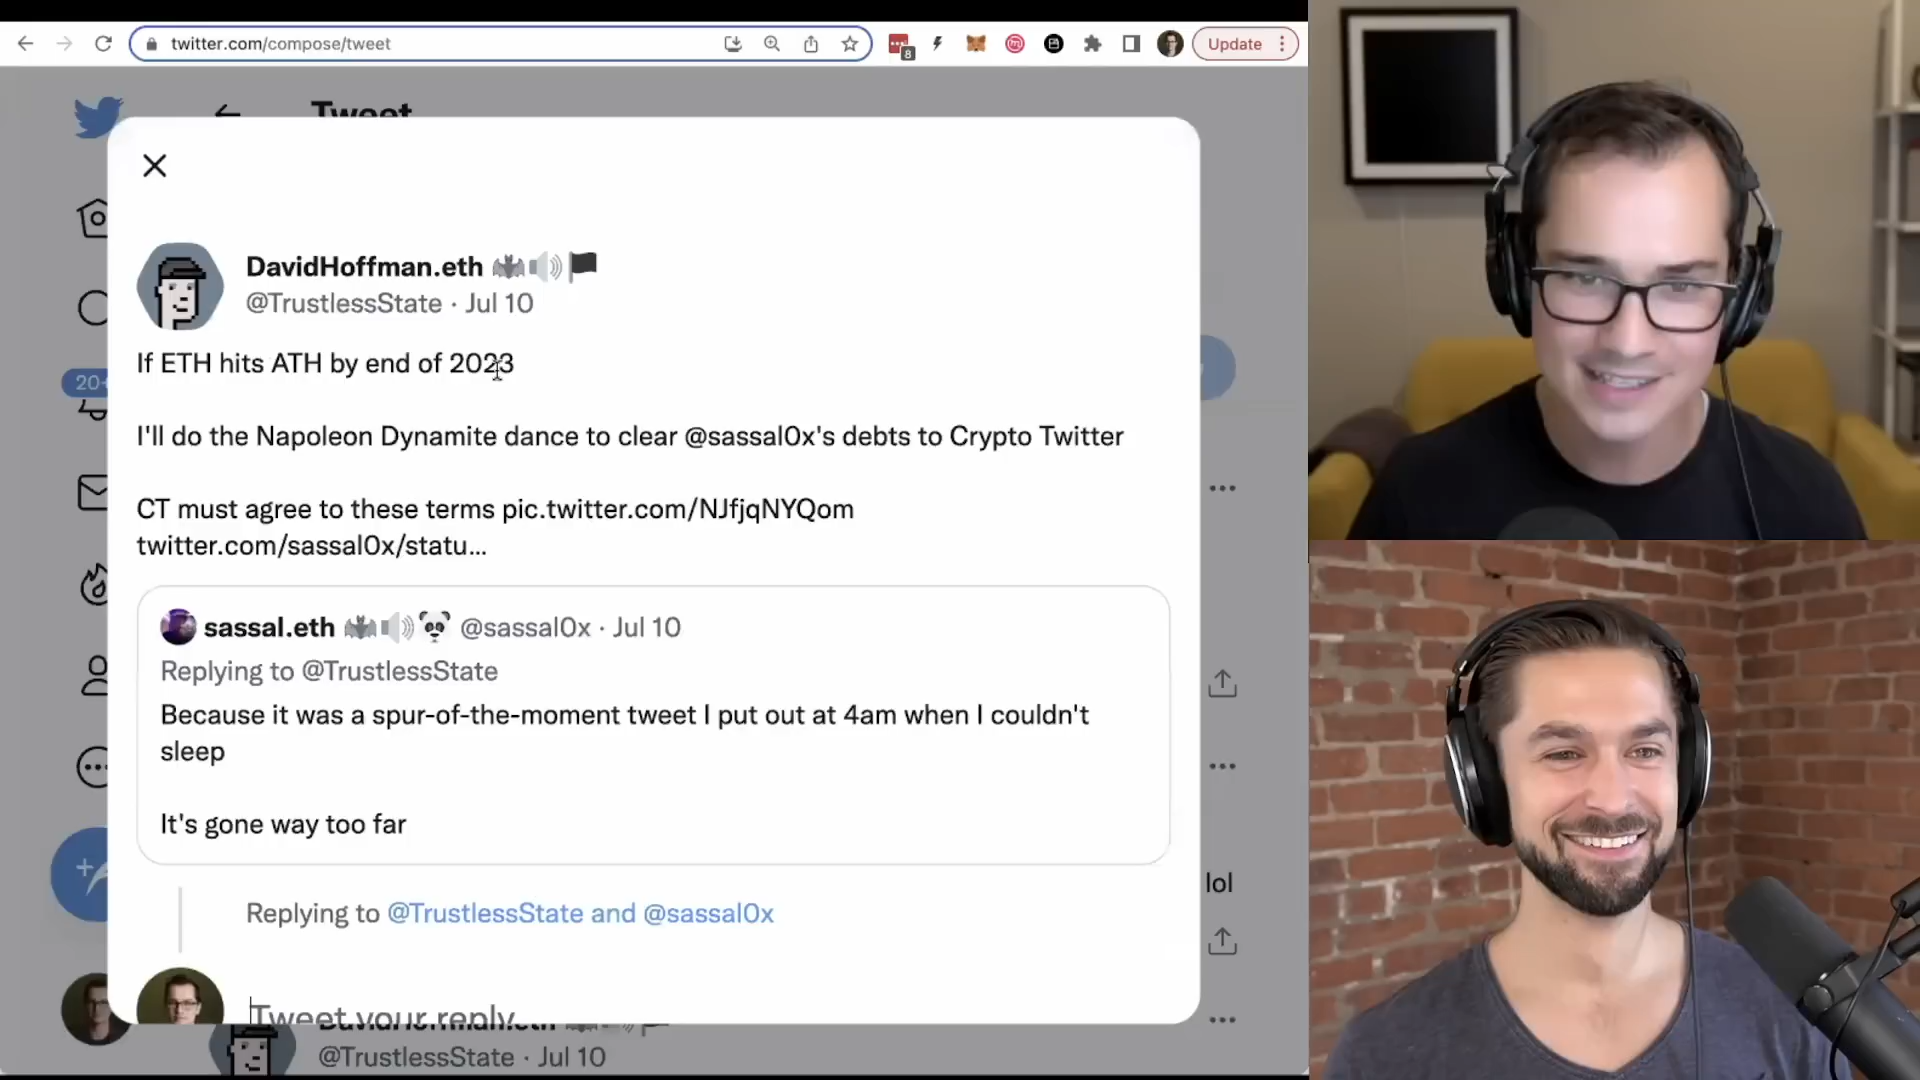 twitter.com/compose/tweet
8
Update
Tweet
20+
DavidHoffman.eth
@TrustlessState · Jul 10
If ETH hits ATH by end of 2023
I'll do the Napoleon Dynamite dance to clear @sassal0x's debts to Crypto Twitter
CT must agree to these terms pic.twitter.com/NJfjqNYQom
twitter.com/sassal0x/statu…
sassal.eth @sassal0x · Jul 10
Replying to @TrustlessState
Because it was a spur-of-the-moment tweet I put out at 4am when I couldn't
sleep
It's gone way too far
lol
Replying to @TrustlessState and @sassal0x
Tweet your reply
DavidHoffman.eth
@TrustlessState · Jul 10